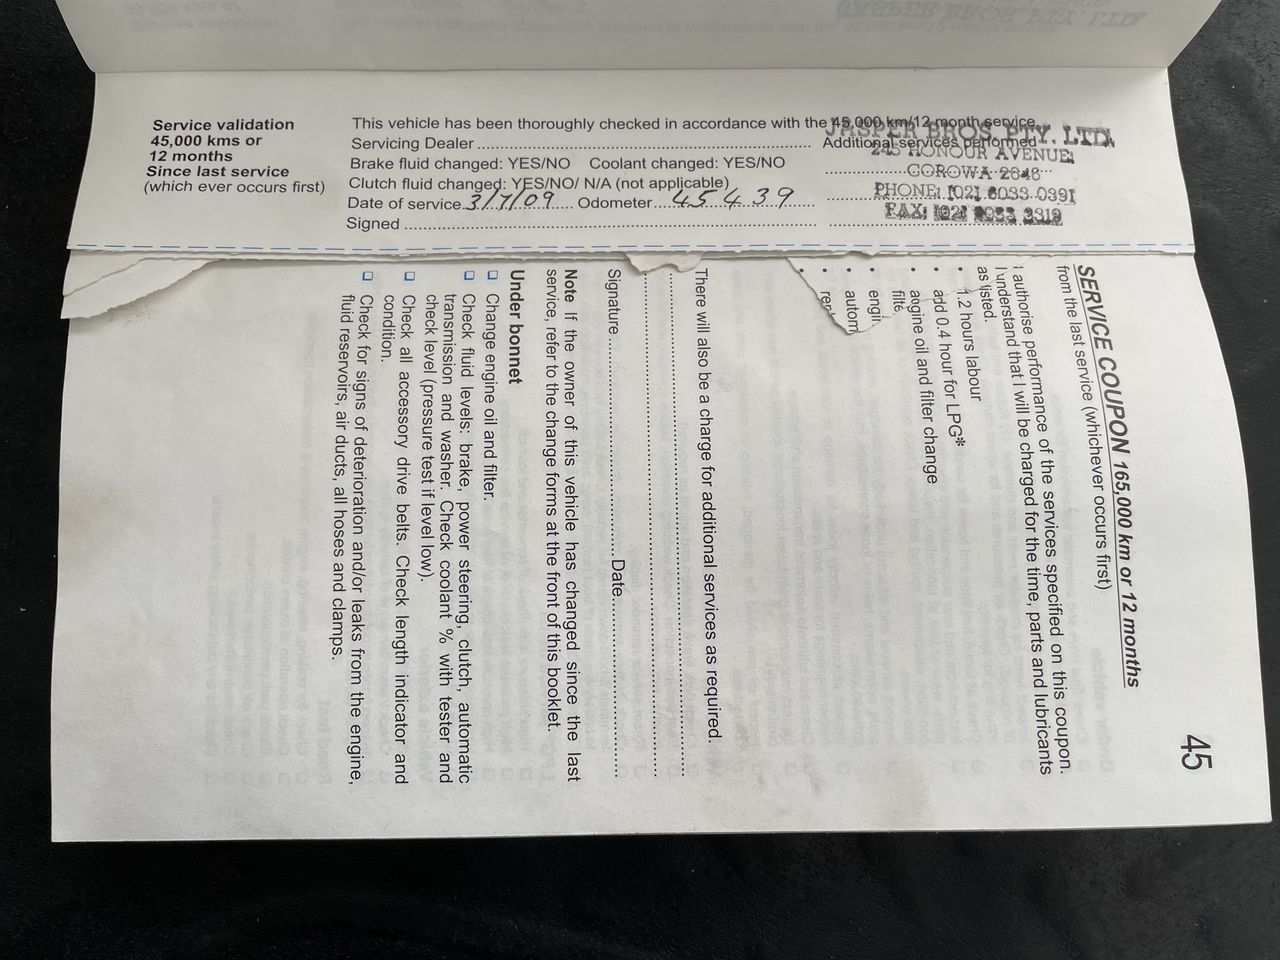 Service validation
45,000 kms or
12 months
Since last service
(which ever occurs first)
This vehicle has been thoroughly checked in accordance with the 45,000 km/12 month service.
Servicing Dealer
Additional services performed
Brake fluid changed: YES/NO Coolant changed: YES/NO
Clutch fluid changed: YES/NO/ N/A (not applicable)
Date of service 3/7/09 Odometer 45439
Signed
JASPER BROS. PTY. LTD.
245 HONOUR AVENUE,
COROWA 2646
PHONE: (02) 6033 0391
FAX: (02)
45
SERVICE COUPON 165,000 km or 12 months
from the last service (whichever occurs first)
I authorise performance of the services specified on this coupon.
I understand that I will be charged for the time, parts and lubricants
as listed.
• 1.2 hours labour
• add 0.4 hour for LPG*
• engine oil and filter change
• engi
• autom
There will also be a charge for additional services as required.
Signature Date
Note If the owner of this vehicle has changed since the last
service, refer to the change forms at the front of this booklet.
Under bonnet
Change engine oil and filter.
Check fluid levels: brake, power steering, clutch, automatic
transmission and washer. Check coolant % with tester and
check level (pressure test if level low).
Check all accessory drive belts. Check length indicator and
condition.
Check for signs of deterioration and/or leaks from the engine,
fluid reservoirs, air ducts, all hoses and clamps.